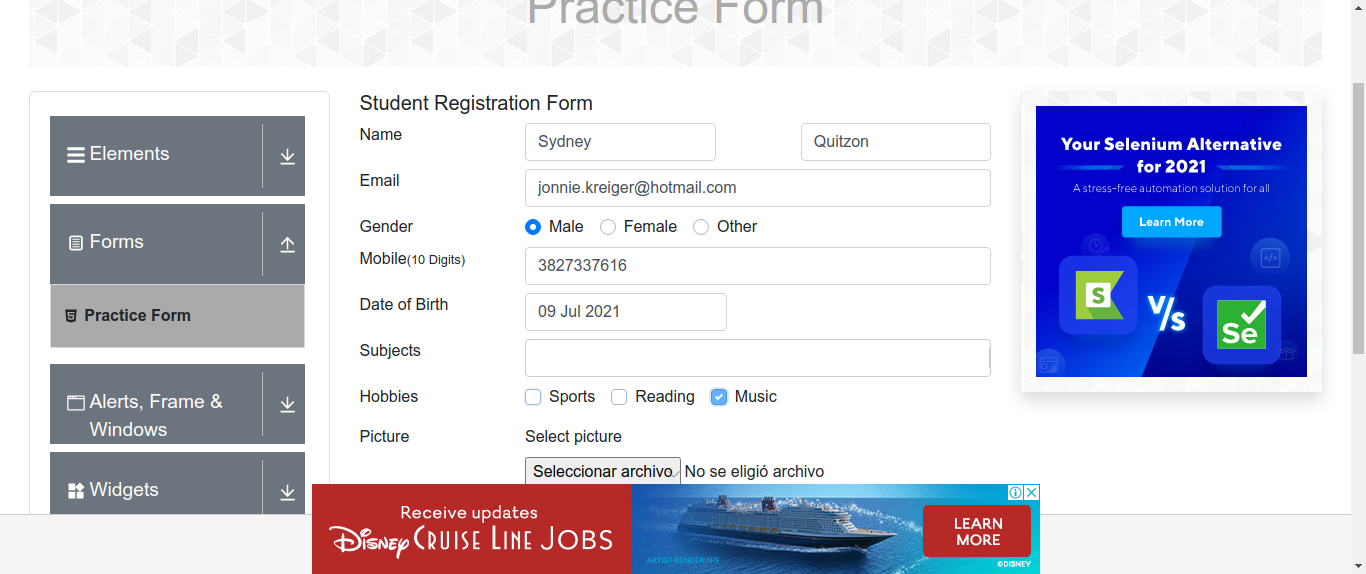 Practice Form
Elements
Forms
Practice Form
Alerts, Frame &
Windows
Widgets
Student Registration Form
Name Sydney Quitzon
Email jonnie.kreiger@hotmail.com
Gender Male Female Other
Mobile(10 Digits) 3827337616
Date of Birth 09 Jul 2021
Subjects
Hobbies Sports Reading Music
Picture Select picture
Seleccionar archivo No se eligió archivo
Your Selenium Alternative
for 2021
A stress-free automation solution for all
Learn More
S
V/s
Se
Receive updates
Disney CRUISE LINE JOBS
ARTIST RENDERING
LEARN
MORE
©DISNEY